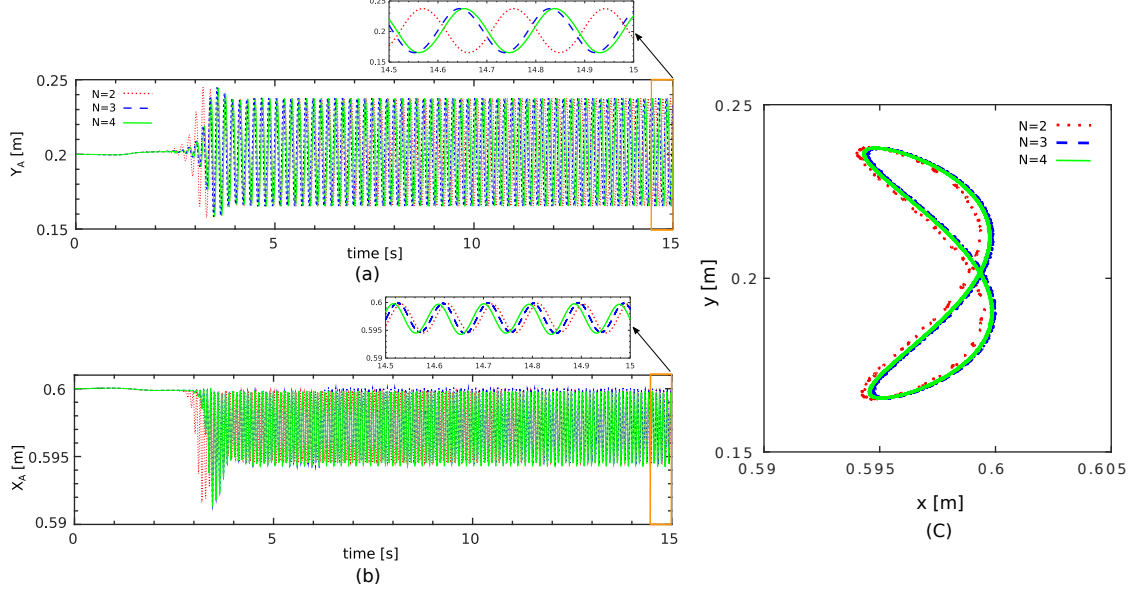 0.25
0.2
0.15
14.5 14.6 14.7 14.8 14.9 15
0.25
0.2
0.15
Y_A [m]
N=2
N=3
N=4
0 5 10 15
time [s]
(a)
0.6
0.595
0.59
14.5 14.6 14.7 14.8 14.9 15
0.6
0.595
0.59
X_A [m]
0 5 10 15
time [s]
(b)
0.25
0.2
0.15
y [m]
N=2
N=3
N=4
0.59 0.595 0.6 0.605
x [m]
(C)